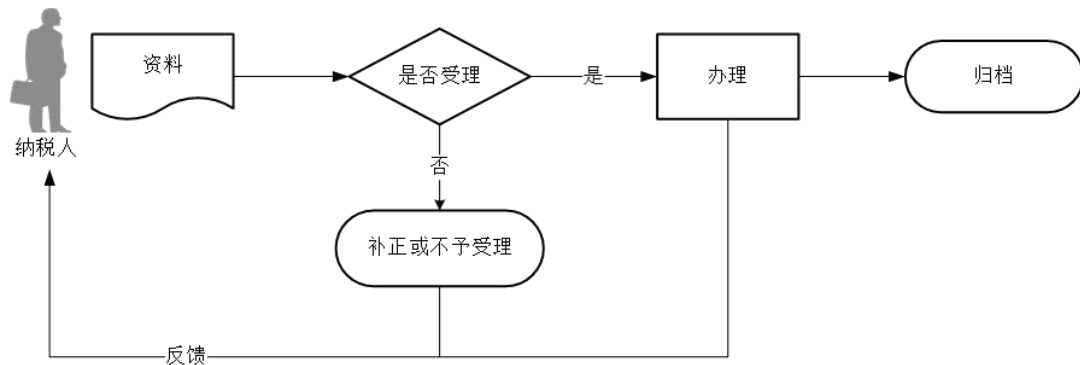 纳税人
资料
是否受理
是
办理
归档
否
补正或不予受理
反馈